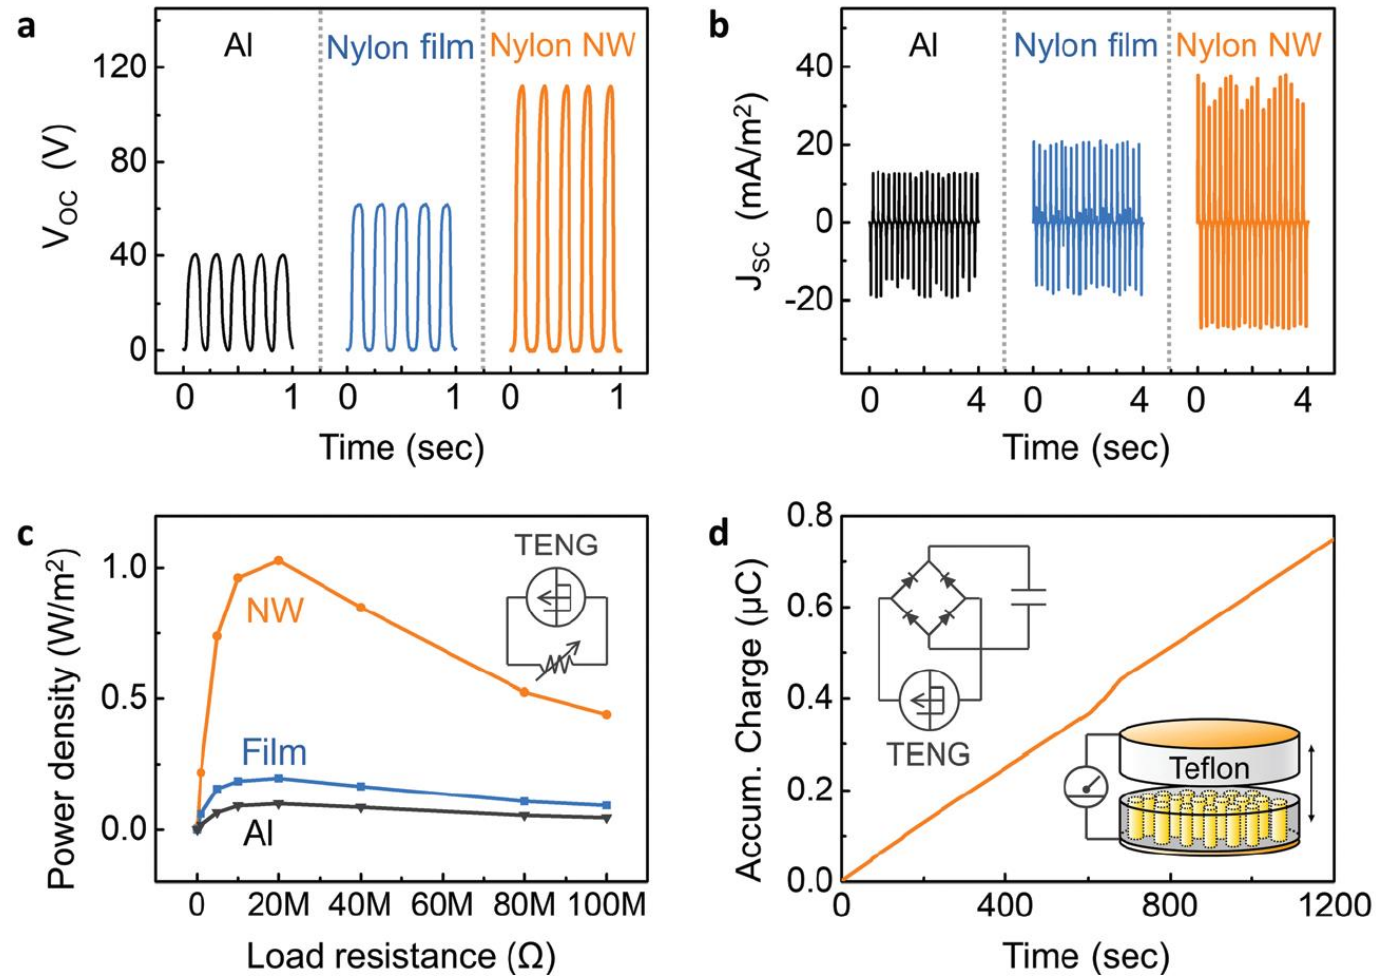 a
Al
Nylon film
Nylon NW
120
80
40
0
V_OC (V)
0 1 0 1 0 1
Time (sec)
b
Al
Nylon film
Nylon NW
40
20
0
-20
J_SC (mA/m²)
0 4 0 4 0 4
Time (sec)
c
TENG
NW
Film
Al
1.0
0.5
0.0
Power density (W/m²)
0 20M 40M 60M 80M 100M
Load resistance (Ω)
d
TENG
Teflon
0.8
0.6
0.4
0.2
0.0
Accum. Charge (μC)
0 400 800 1200
Time (sec)